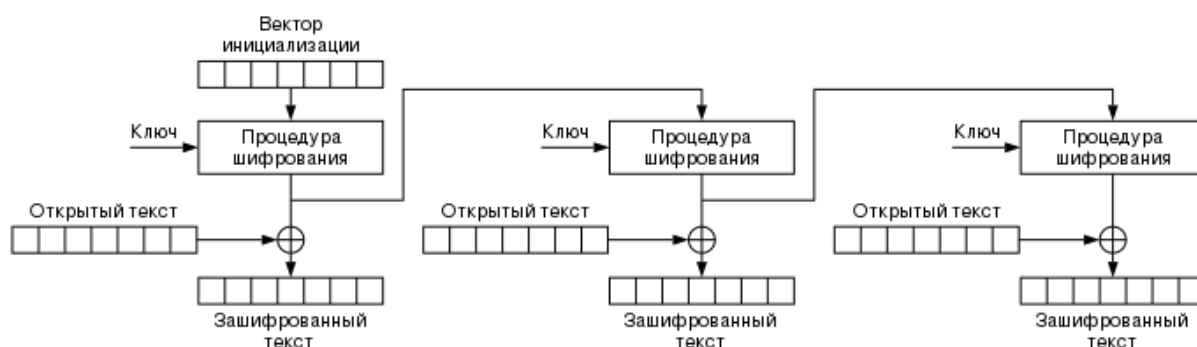 Вектор
инициализации
Ключ
Процедура
шифрования
Ключ
Процедура
шифрования
Ключ
Процедура
шифрования
Открытый текст
Открытый текст
Открытый текст
Зашифрованный
текст
Зашифрованный
текст
Зашифрованный
текст